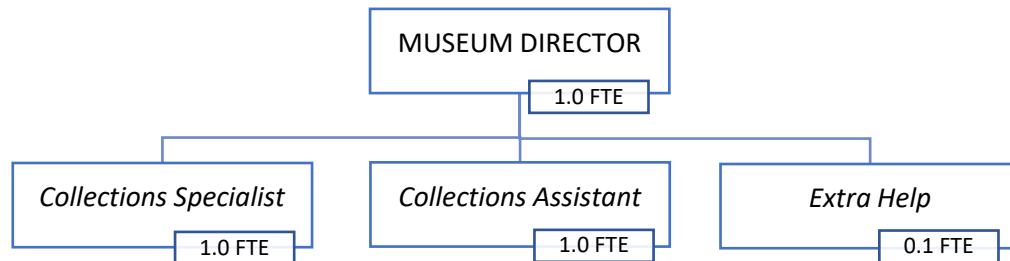 MUSEUM DIRECTOR
1.0 FTE
Collections Specialist
1.0 FTE
Collections Assistant
1.0 FTE
Extra Help
0.1 FTE